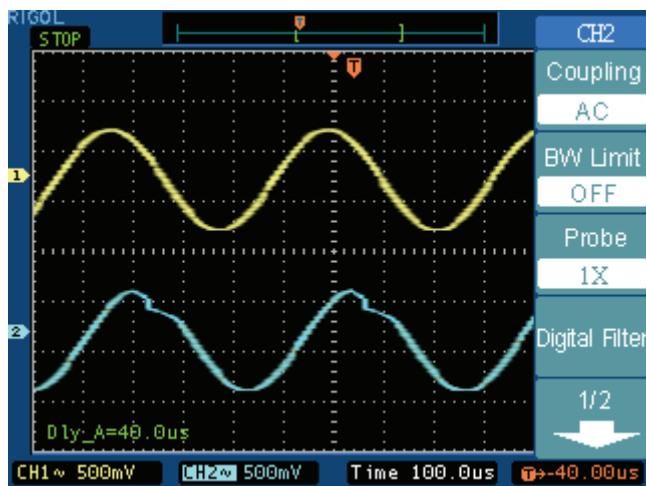 RIGOL
STOP
T
CH2
Coupling
AC
BW Limit
OFF
Probe
1X
Digital Filter
1/2
T
1
2
Dly_A=40.0us
CH1~ 500mV
CH2~ 500mV
Time 100.0us
T→-40.00us